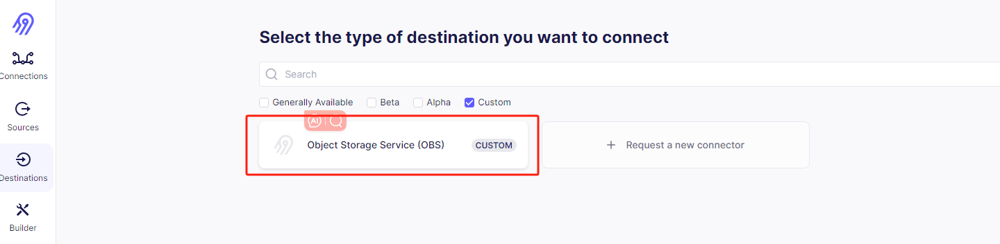 Select the type of destination you want to connect
Connections
Search
Generally Available Beta Alpha Custom
Sources
AI
Object Storage Service (OBS) CUSTOM + Request a new connector
Destinations
Builder